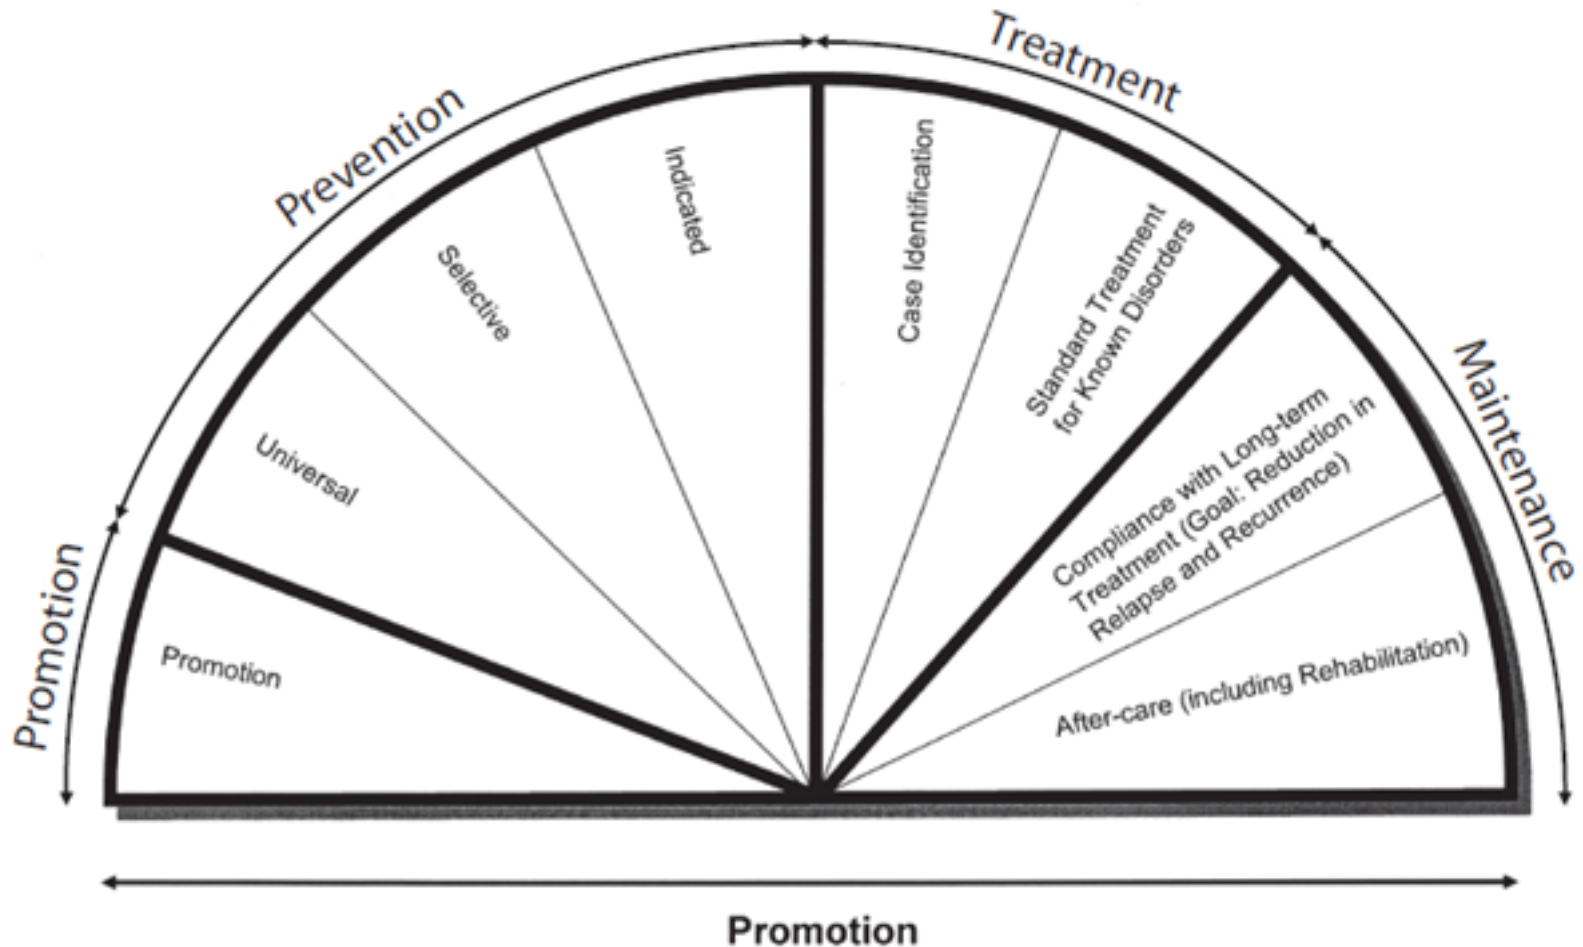 Promotion
Prevention
Treatment
Maintenance
Promotion
Universal
Selective
Indicated
Case Identification
Standard Treatment
for Known Disorders
Compliance with Long-term
Treatment (Goal: Reduction in
Relapse and Recurrence)
After-care (including Rehabilitation)
Promotion